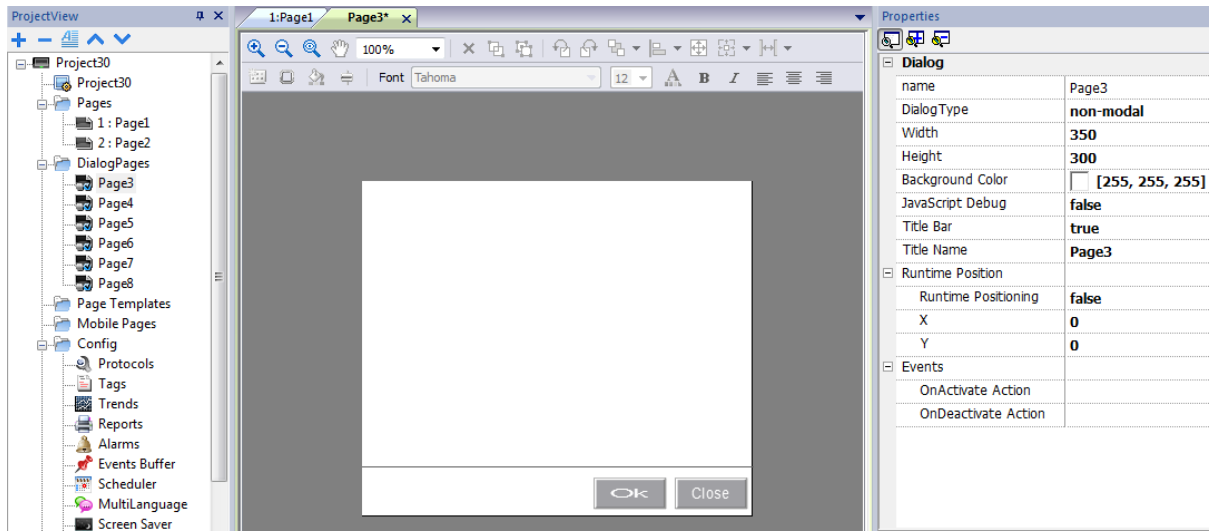 ProjectView
Project30
Project30
Pages
1 : Page1
2 : Page2
DialogPages
Page3
Page4
Page5
Page6
Page7
Page8
Page Templates
Mobile Pages
Config
Protocols
Tags
Trends
Reports
Alarms
Events Buffer
Scheduler
MultiLanguage
Screen Saver
1:Page1 Page3*
100%
Font Tahoma 12 A B I
Ok Close
Properties
Dialog
name Page3
DialogType non-modal
Width 350
Height 300
Background Color [255, 255, 255]
JavaScript Debug false
Title Bar true
Title Name Page3
Runtime Position
Runtime Positioning false
X 0
Y 0
Events
OnActivate Action
OnDeactivate Action